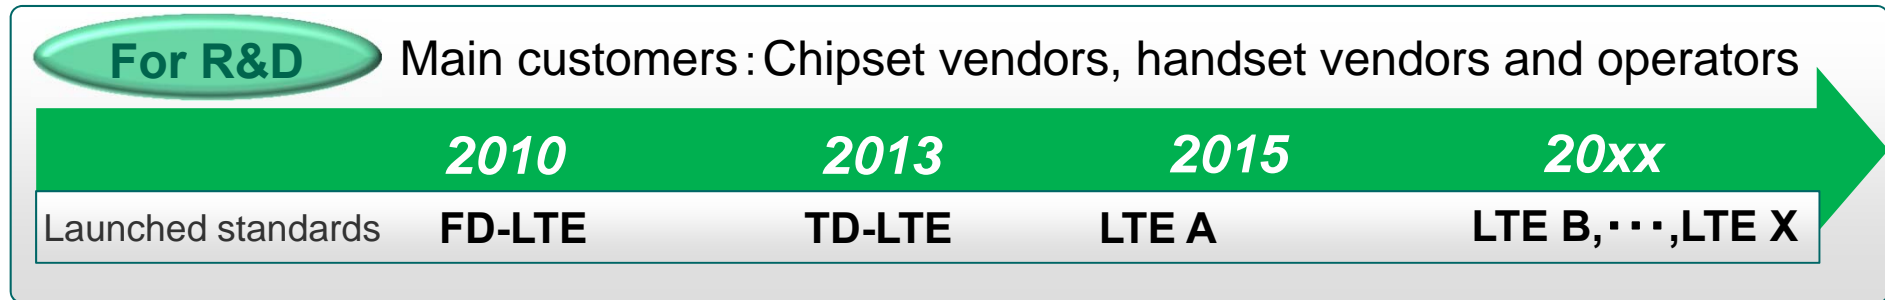 For R&D Main customers：Chipset vendors, handset vendors and operators
2010 2013 2015 20xx
Launched standards FD-LTE TD-LTE LTE A LTE B,･･･,LTE X